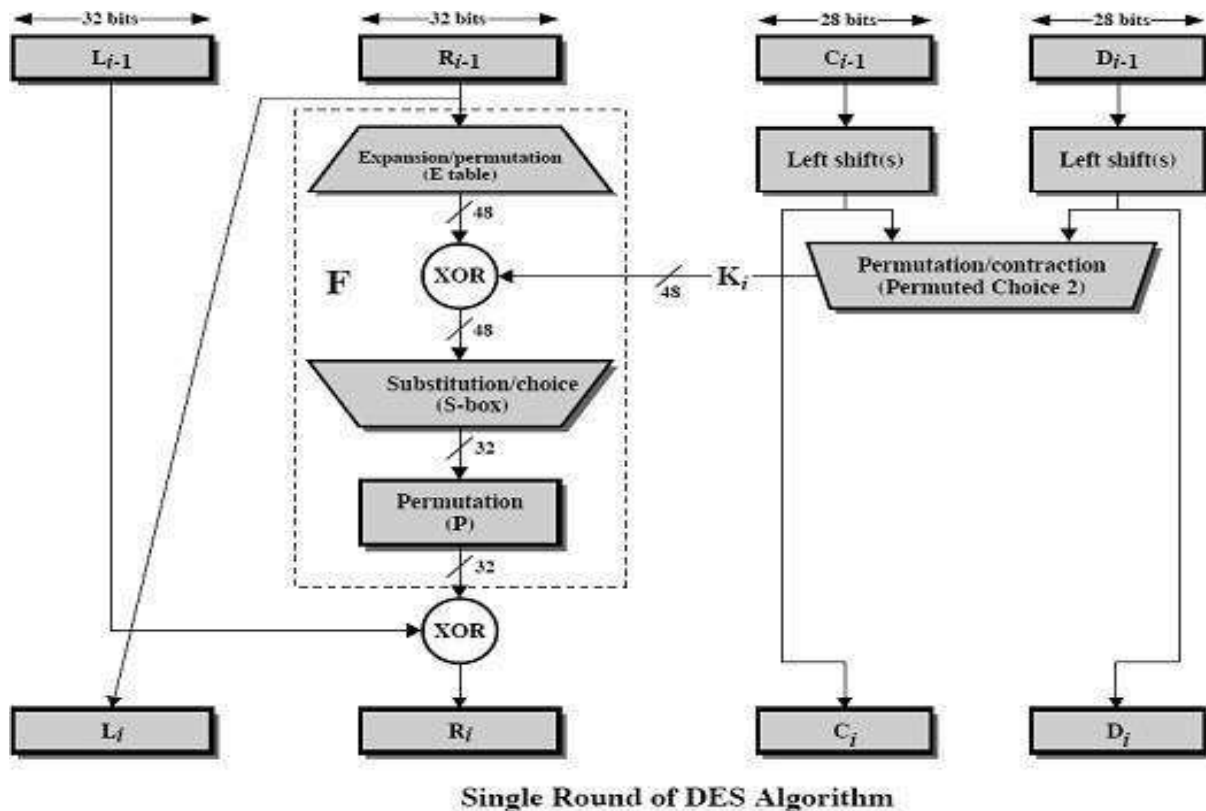 32 bits
32 bits
28 bits
28 bits
Li-1
Ri-1
Ci-1
Di-1
Expansion/permutation
(E table)
Left shift(s)
Left shift(s)
48
F
XOR
48
Ki
Permutation/contraction
(Permuted Choice 2)
48
Substitution/choice
(S-box)
32
Permutation
(P)
32
XOR
Li
Ri
Ci
Di
Single Round of DES Algorithm